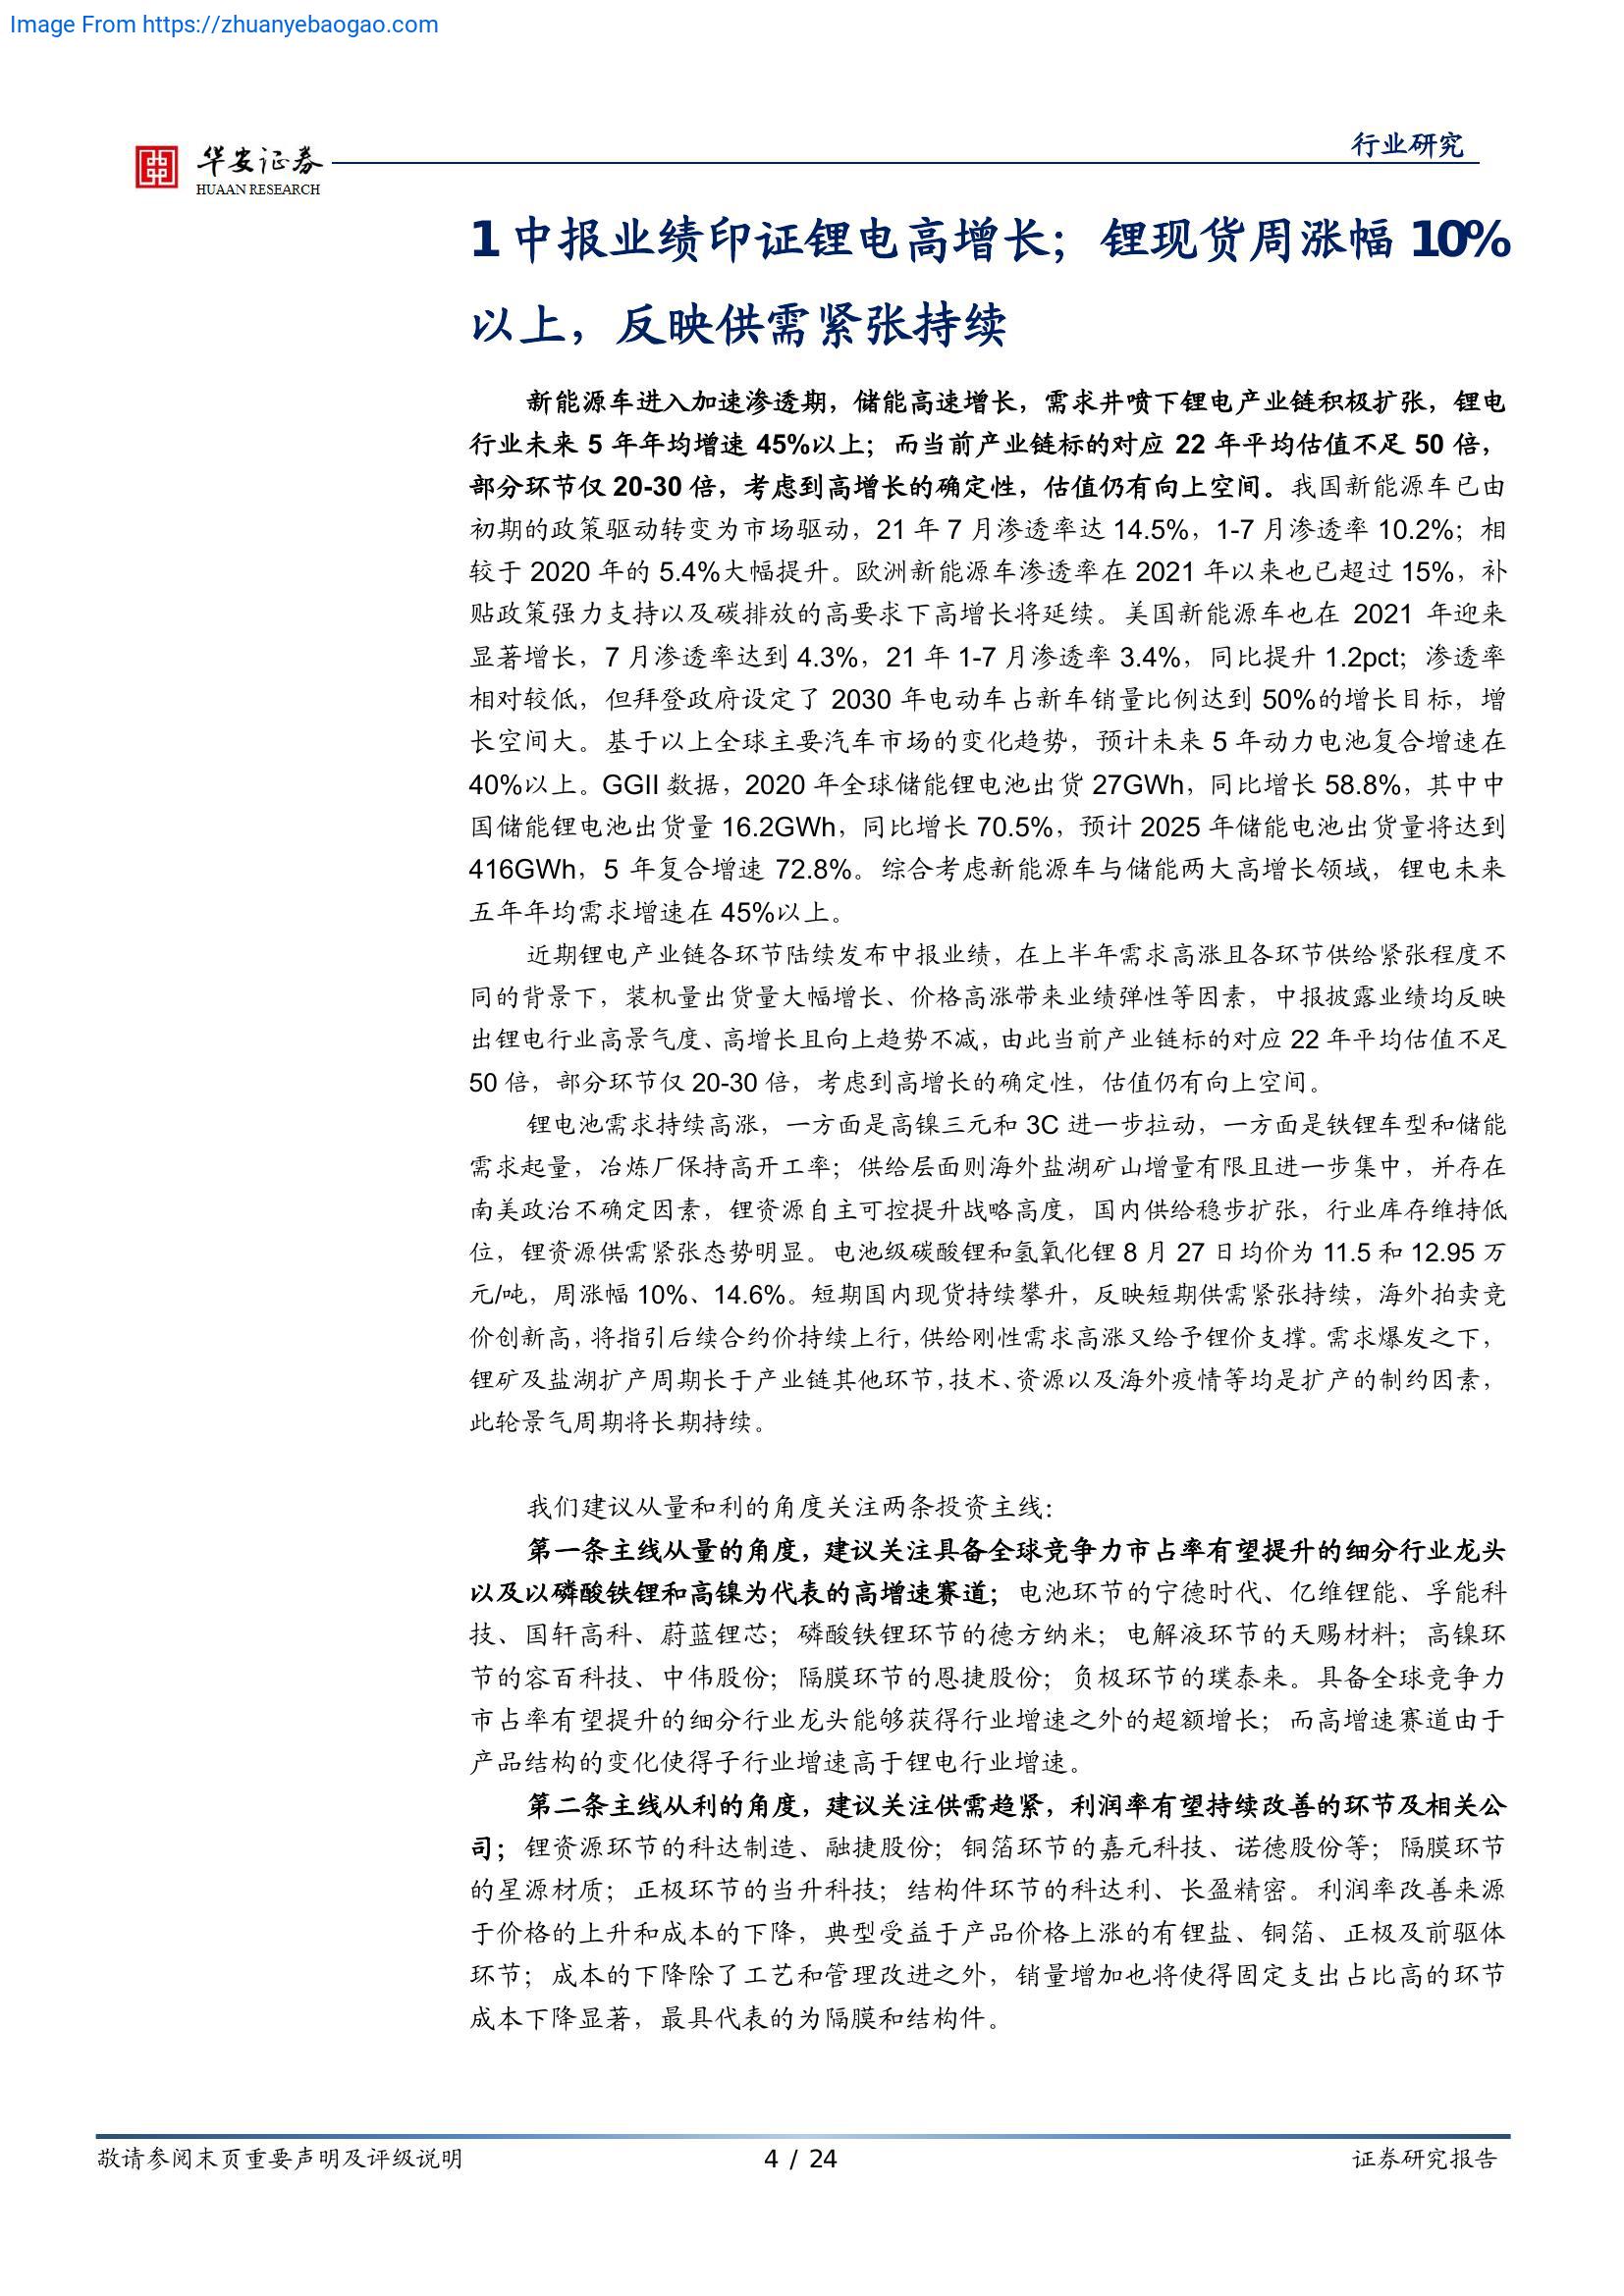 Image From https://zhuanyebaogao.com
行业研究
华安证券
HUAAN RESEARCH
1 中报业绩印证锂电高增长；锂现货周涨幅 10%
以上，反映供需紧张持续
新能源车进入加速渗透期，储能高速增长，需求井喷下锂电产业链积极扩张，锂电
行业未来 5 年年均增速 45%以上；而当前产业链标的对应 22 年平均估值不足 50 倍，
部分环节仅 20-30 倍，考虑到高增长的确定性，估值仍有向上空间。我国新能源车已由
初期的政策驱动转变为市场驱动，21 年 7 月渗透率达 14.5%，1-7 月渗透率 10.2%；相
较于 2020 年的 5.4%大幅提升。欧洲新能源车渗透率在 2021 年以来也已超过 15%，补
贴政策强力支持以及碳排放的高要求下高增长将延续。美国新能源车也在 2021 年迎来
显著增长，7 月渗透率达到 4.3%，21 年 1-7 月渗透率 3.4%，同比提升 1.2pct；渗透率
相对较低，但拜登政府设定了 2030 年电动车占新车销量比例达到 50%的增长目标，增
长空间大。基于以上全球主要汽车市场的变化趋势，预计未来 5 年动力电池复合增速在
40%以上。GGII 数据，2020 年全球储能锂电池出货 27GWh，同比增长 58.8%，其中中
国储能锂电池出货量 16.2GWh，同比增长 70.5%，预计 2025 年储能电池出货量将达到
416GWh，5 年复合增速 72.8%。综合考虑新能源车与储能两大高增长领域，锂电未来
五年年均需求增速在 45%以上。
近期锂电产业链各环节陆续发布中报业绩，在上半年需求高涨且各环节供给紧张程度不
同的背景下，装机量出货量大幅增长、价格高涨带来业绩弹性等因素，中报披露业绩均反映
出锂电行业高景气度、高增长且向上趋势不减，由此当前产业链标的对应 22 年平均估值不足
50 倍，部分环节仅 20-30 倍，考虑到高增长的确定性，估值仍有向上空间。
锂电池需求持续高涨，一方面是高镍三元和 3C 进一步拉动，一方面是铁锂车型和储能
需求起量，冶炼厂保持高开工率；供给层面则海外盐湖矿山增量有限且进一步集中，并存在
南美政治不确定因素，锂资源自主可控提升战略高度，国内供给稳步扩张，行业库存维持低
位，锂资源供需紧张态势明显。电池级碳酸锂和氢氧化锂 8 月 27 日均价为 11.5 和 12.95 万
元/吨，周涨幅 10%、14.6%。短期国内现货持续攀升，反映短期供需紧张持续，海外拍卖竞
价创新高，将指引后续合约价持续上行，供给刚性需求高涨又给予锂价支撑。需求爆发之下，
锂矿及盐湖扩产周期长于产业链其他环节，技术、资源以及海外疫情等均是扩产的制约因素，
此轮景气周期将长期持续。
我们建议从量和利的角度关注两条投资主线：
第一条主线从量的角度，建议关注具备全球竞争力市占率有望提升的细分行业龙头
以及以磷酸铁锂和高镍为代表的高增速赛道；电池环节的宁德时代、亿维锂能、孚能科
技、国轩高科、蔚蓝锂芯；磷酸铁锂环节的德方纳米；电解液环节的天赐材料；高镍环
节的容百科技、中伟股份；隔膜环节的恩捷股份；负极环节的璞泰来。具备全球竞争力
市占率有望提升的细分行业龙头能够获得行业增速之外的超额增长；而高增速赛道由于
产品结构的变化使得子行业增速高于锂电行业增速。
第二条主线从利的角度，建议关注供需趋紧，利润率有望持续改善的环节及相关公
司；锂资源环节的科达制造、融捷股份；铜箔环节的嘉元科技、诺德股份等；隔膜环节
的星源材质；正极环节的当升科技；结构件环节的科达利、长盈精密。利润率改善来源
于价格的上升和成本的下降，典型受益于产品价格上涨的有锂盐、铜箔、正极及前驱体
环节；成本的下降除了工艺和管理改进之外，销量增加也将使得固定支出占比高的环节
成本下降显著，最具代表的为隔膜和结构件。
敬请参阅末页重要声明及评级说明
4 / 24
证券研究报告